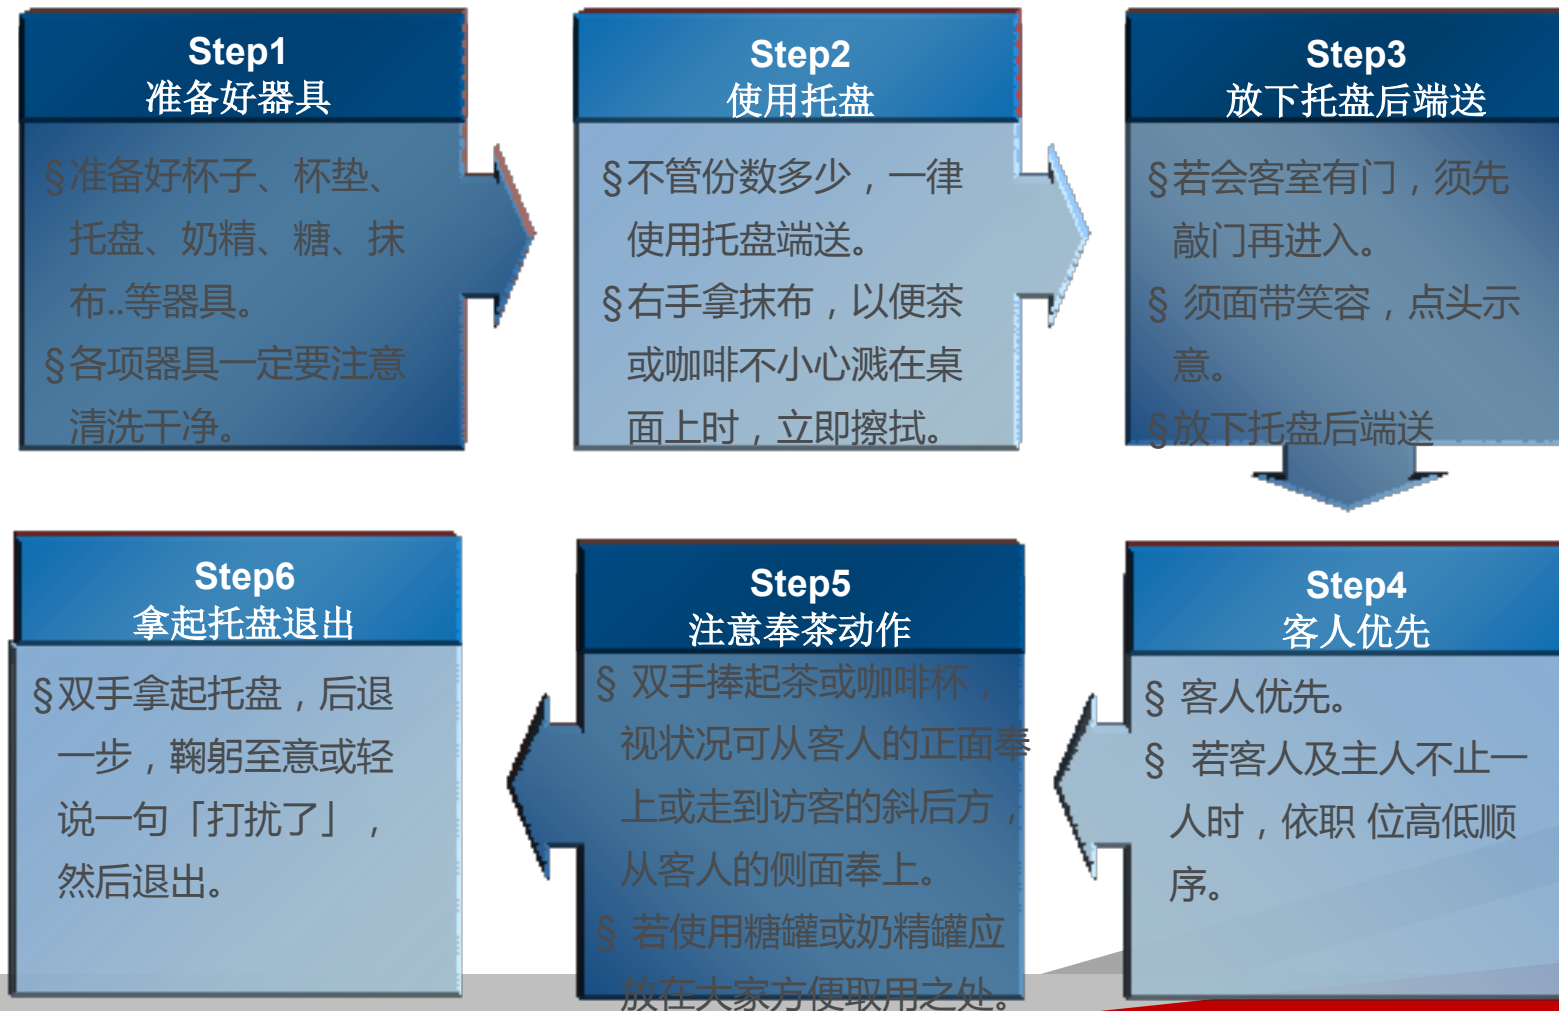 Step1
准备好器具
§准备好杯子、杯垫、
托盘、奶精、糖、抹
布..等器具。
§各项器具一定要注意
清洗干净。
Step2
使用托盘
§不管份数多少，一律
使用托盘端送。
§右手拿抹布，以便茶
或咖啡不小心溅在桌
面上时，立即擦拭。
Step3
放下托盘后端送
§若会客室有门，须先
敲门再进入。
§ 须面带笑容，点头示
意。
§放下托盘后端送
Step4
客人优先
§ 客人优先。
§ 若客人及主人不止一
人时，依职 位高低顺
序。
Step5
注意奉茶动作
§ 双手捧起茶或咖啡杯，
视状况可从客人的正面奉
上或走到访客的斜后方，
从客人的侧面奉上。
§ 若使用糖罐或奶精罐应
放在大家方便取用之处。
Step6
拿起托盘退出
§双手拿起托盘，后退
一步，鞠躬至意或轻
说一句「打扰了」，
然后退出。